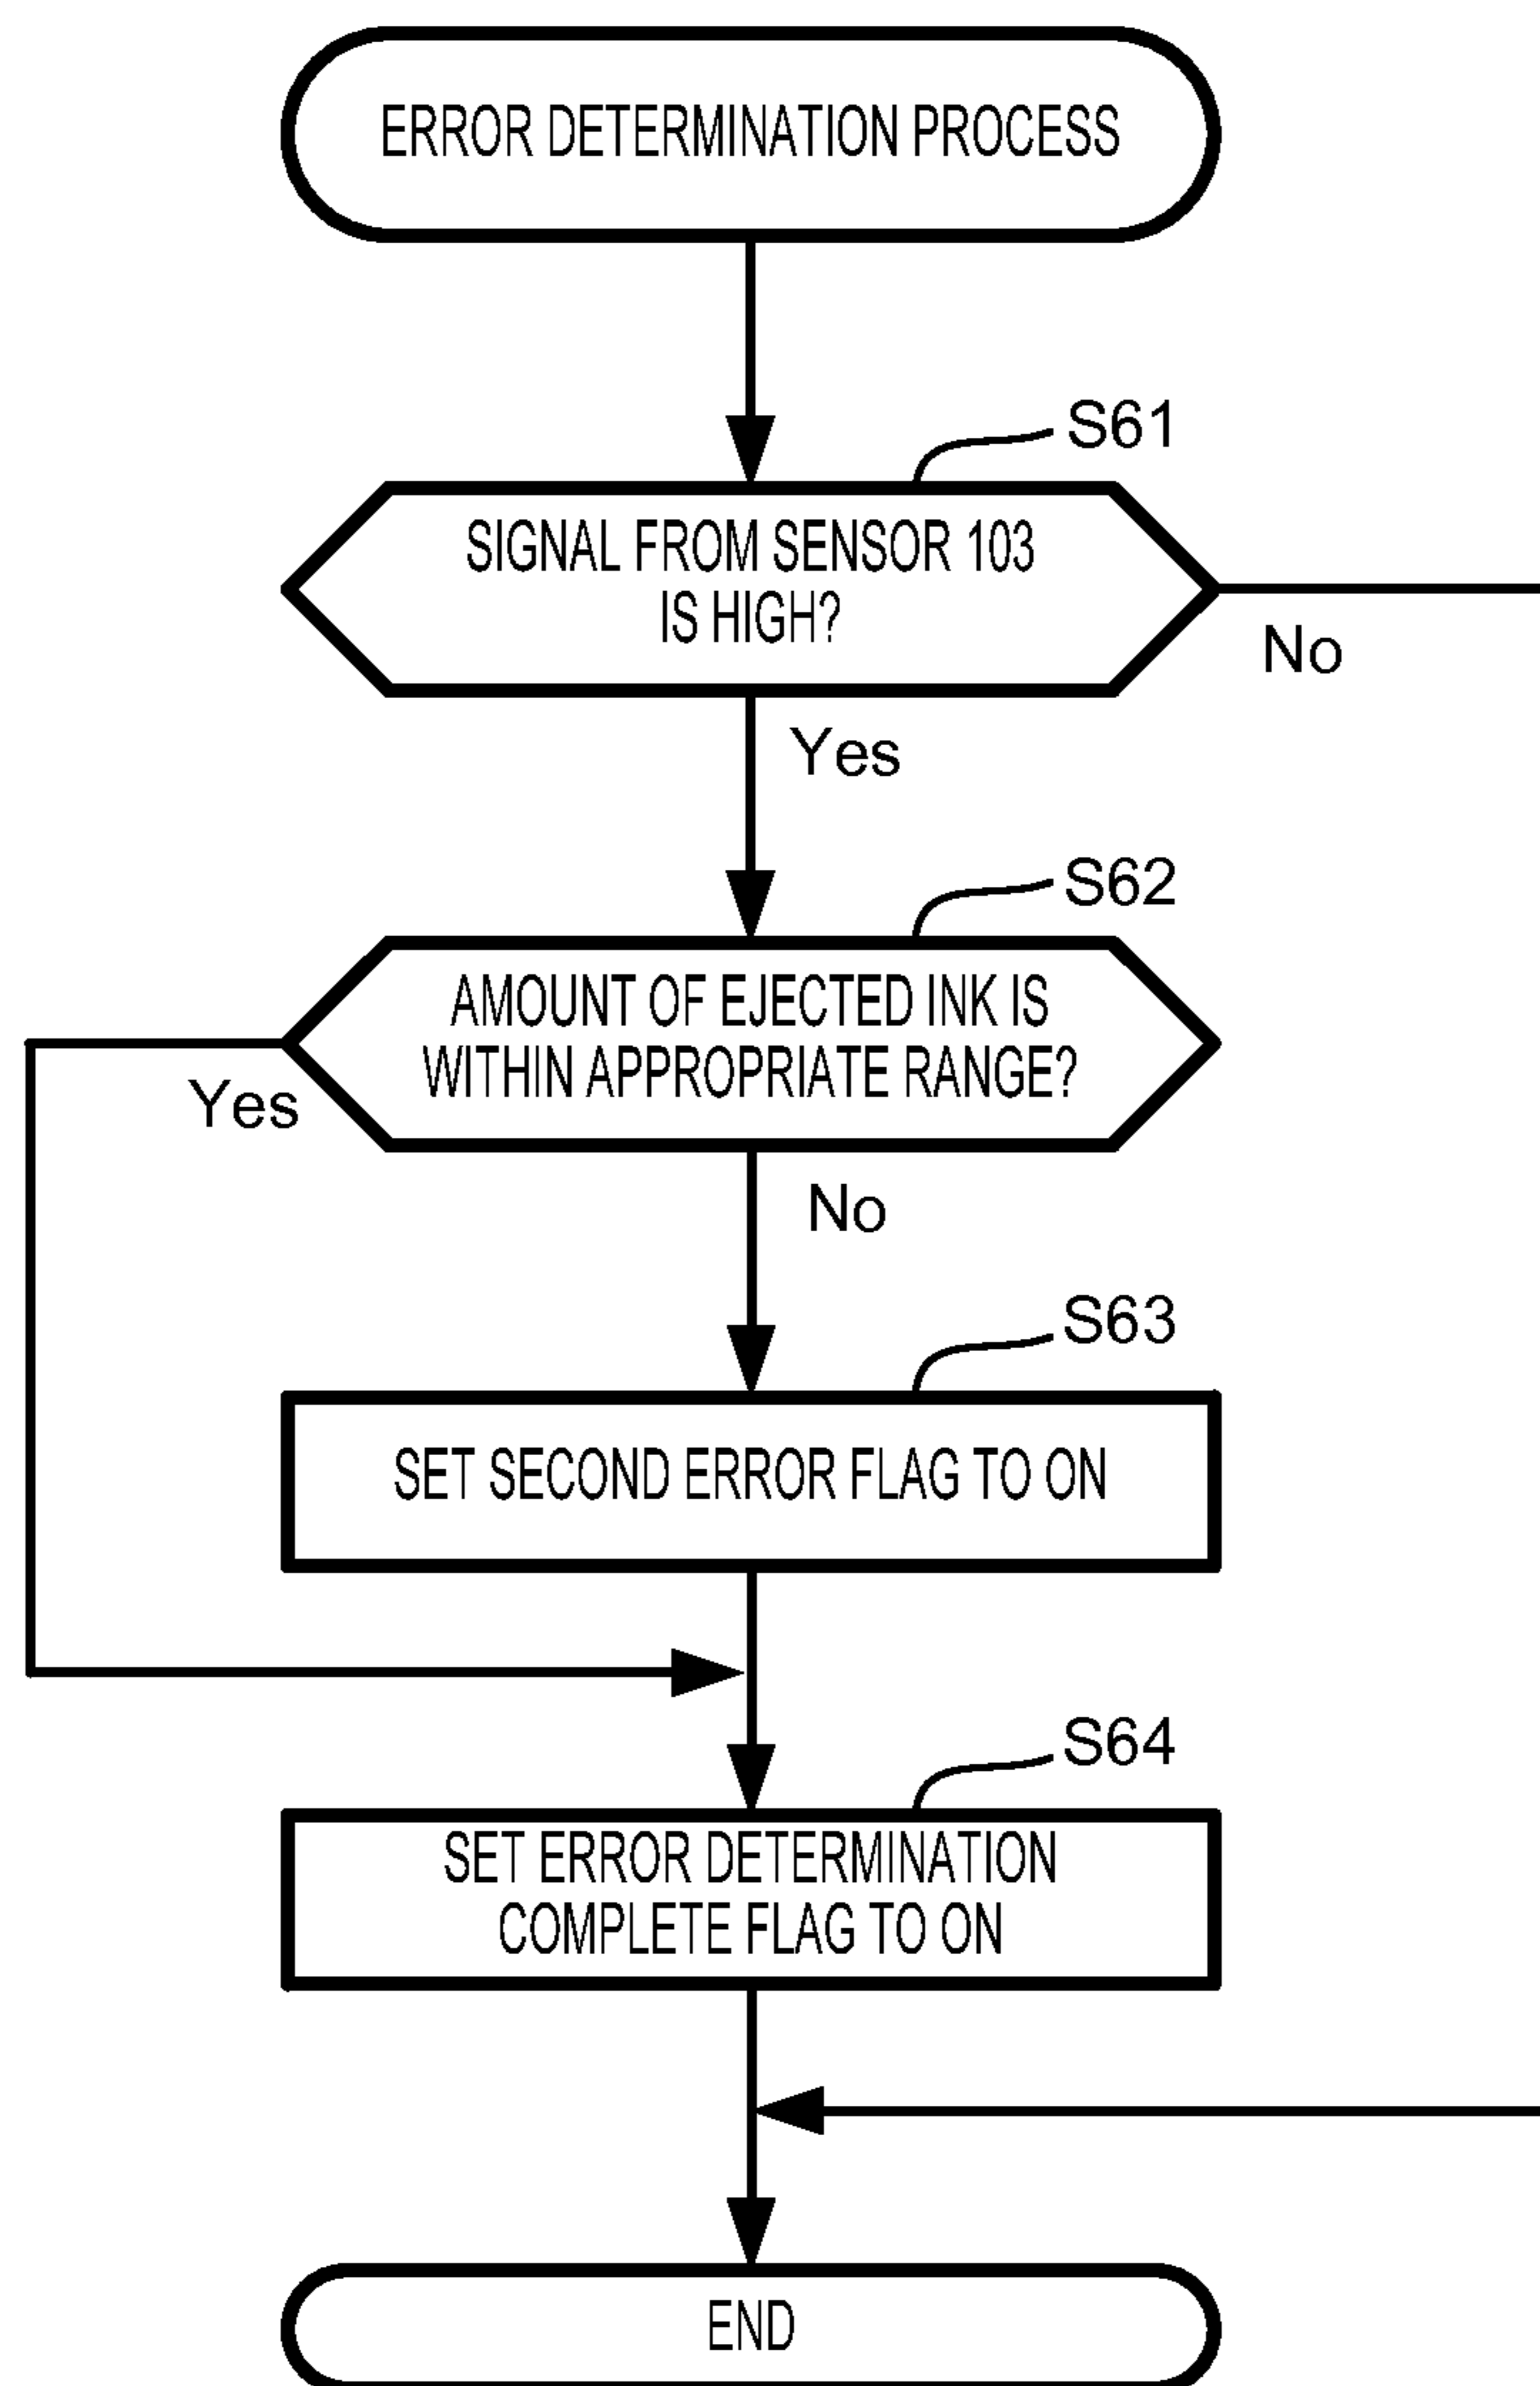 ERROR DETERMINATION PROCESS
S61
SIGNAL FROM SENSOR 103
IS HIGH?
No
Yes
S62
AMOUNT OF EJECTED INK IS
WITHIN APPROPRIATE RANGE?
Yes
No
S63
SET SECOND ERROR FLAG TO ON
S64
SET ERROR DETERMINATION
COMPLETE FLAG TO ON
END